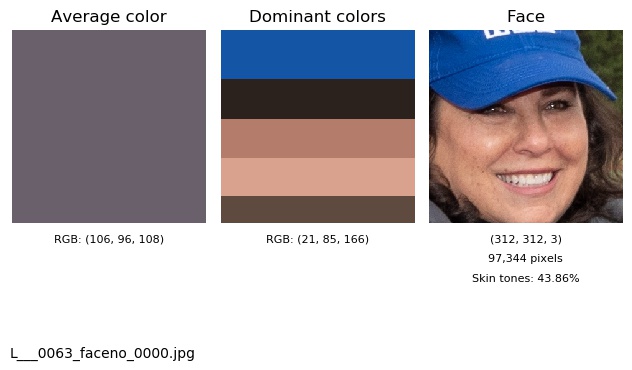 Average color
Dominant colors
Face
RGB: (106, 96, 108)
RGB: (21, 85, 166)
(312, 312, 3)
97,344 pixels
Skin tones: 43.86%
L___0063_faceno_0000.jpg